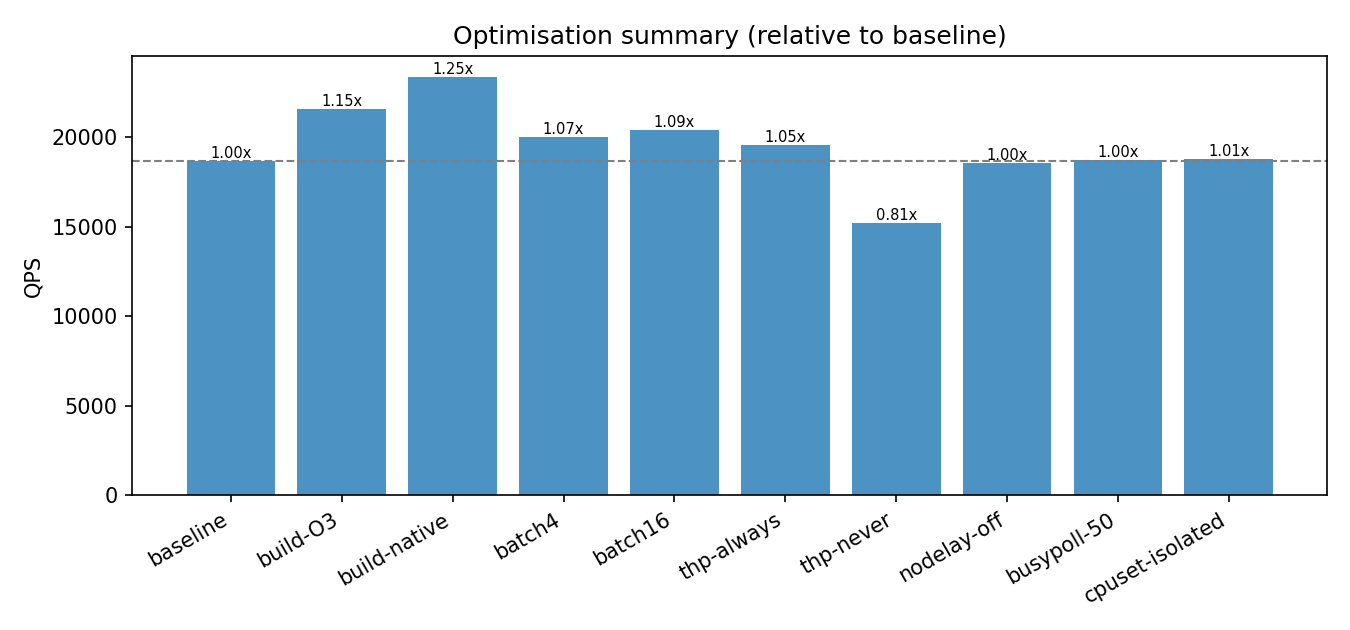 Optimisation summary (relative to baseline)
QPS
20000
15000
10000
5000
0
1.00x
1.15x
1.25x
1.07x
1.09x
1.05x
0.81x
1.00x
1.00x
1.01x
baseline
build-O3
build-native
batch4
batch16
thp-always
thp-never
nodelay-off
busypoll-50
cpuset-isolated